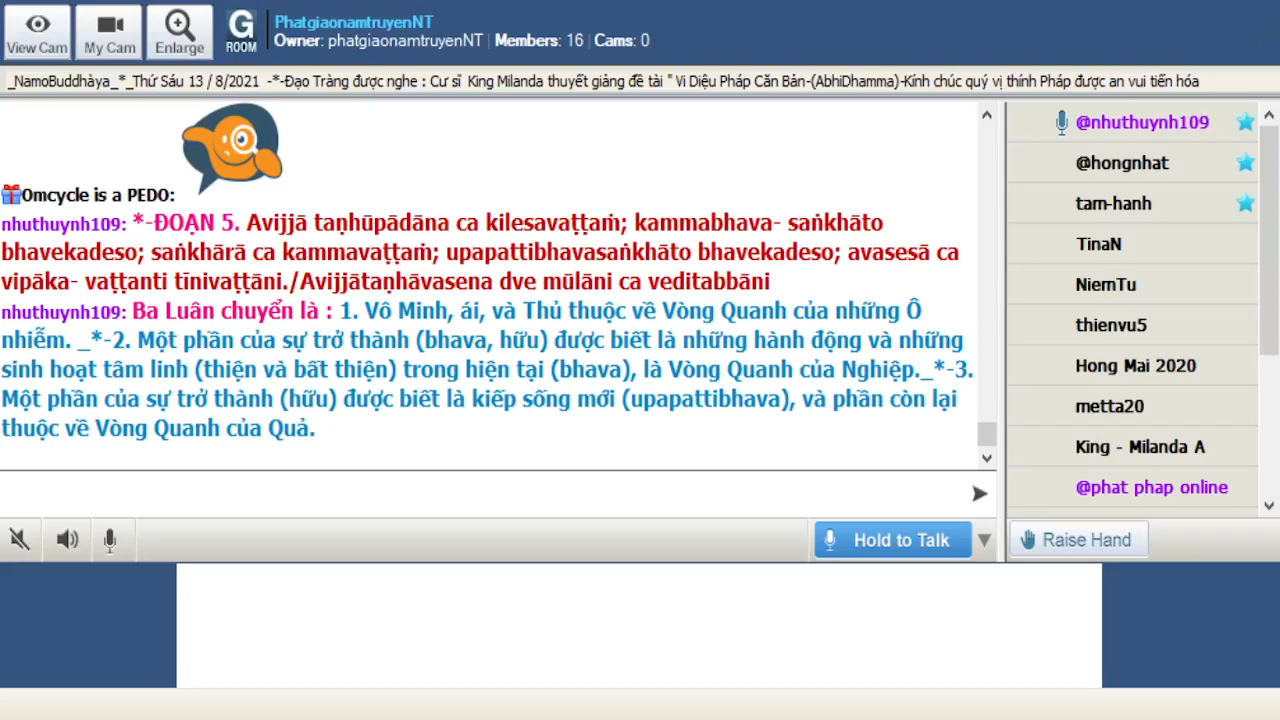 View Cam
My Cam
Enlarge
G
ROOM
PhatgiaonamtruyenNT
Owner: phatgiaonamtruyenNT | Members: 16 | Cams: 0
_NamoBuddhàya_*_Thứ Sáu 13 / 8/2021 -*-Đạo Tràng được nghe : Cư sĩ King Milanda thuyết giảng đề tài " Vi Diệu Pháp Căn Bản-(AbhiDhamma)-Kính chúc quý vị thính Pháp được an vui tiến hóa
Omcycle is a PEDO:
nhuthuynh109: *-ĐOẠN 5. Avijjā taṇhūpādāna ca kilesavaṭṭaṁ; kammabhava- saṅkhāto
bhavekadeso; saṅkhārā ca kammavaṭṭaṁ; upapattibhavasaṅkhāto bhavekadeso; avasesā ca
vipāka- vaṭṭanti tīnivaṭṭāni./Avijjātaṇhāvasena dve mūlāni ca veditabbāni
nhuthuynh109: Ba Luân chuyển là : 1. Vô Minh, ái, và Thủ thuộc về Vòng Quanh của những Ô
nhiễm. _*-2. Một phần của sự trở thành (bhava, hữu) được biết là những hành động và những
sinh hoạt tâm linh (thiện và bất thiện) trong hiện tại (bhava), là Vòng Quanh của Nghiệp._*-3.
Một phần của sự trở thành (hữu) được biết là kiếp sống mới (upapattibhava), và phần còn lại
thuộc về Vòng Quanh của Quả.
@nhuthuynh109
@hongnhat
tam-hanh
TinaN
NiemTu
thienvu5
Hong Mai 2020
metta20
King - Milanda A
@phat phap online
Hold to Talk
Raise Hand